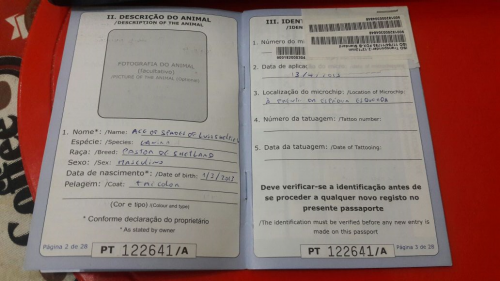 II. DESCRIÇÃO DO ANIMAL
/DESCRIPTION OF THE ANIMAL
FOTOGRAFIA DO ANIMAL
(facultativo)
/PICTURE OF THE ANIMAL (Optional)
1. Nome*: /Name:
Espécie: /Species: CANINO
Raça: /Breed: PASTOR DE SHETLAND
Sexo: /Sex: MASCULINO
Data de nascimento*: /Date of birth:
Pelagem: /Coat: TRICOLOR
(Cor e tipo) (Colour and type)
* Conforme declaração do proprietário
* As stated by owner
PT 122641/A
Página 2 de 28
III. IDENT
/IDEN
1. Número do m
2. Data de aplica
3. Localização do microchip: /Location of Microchip:
4. Número da tatuagem: /Tattoo number:
5. Data da tatuagem: /Date of Tattooing:
Deve verificar-se a identificação antes de
se proceder a qualquer novo registo no
presente passaporte
/The identification must be verified before any new entry is
made on this passport
PT 122641/A
Página 3 de 28